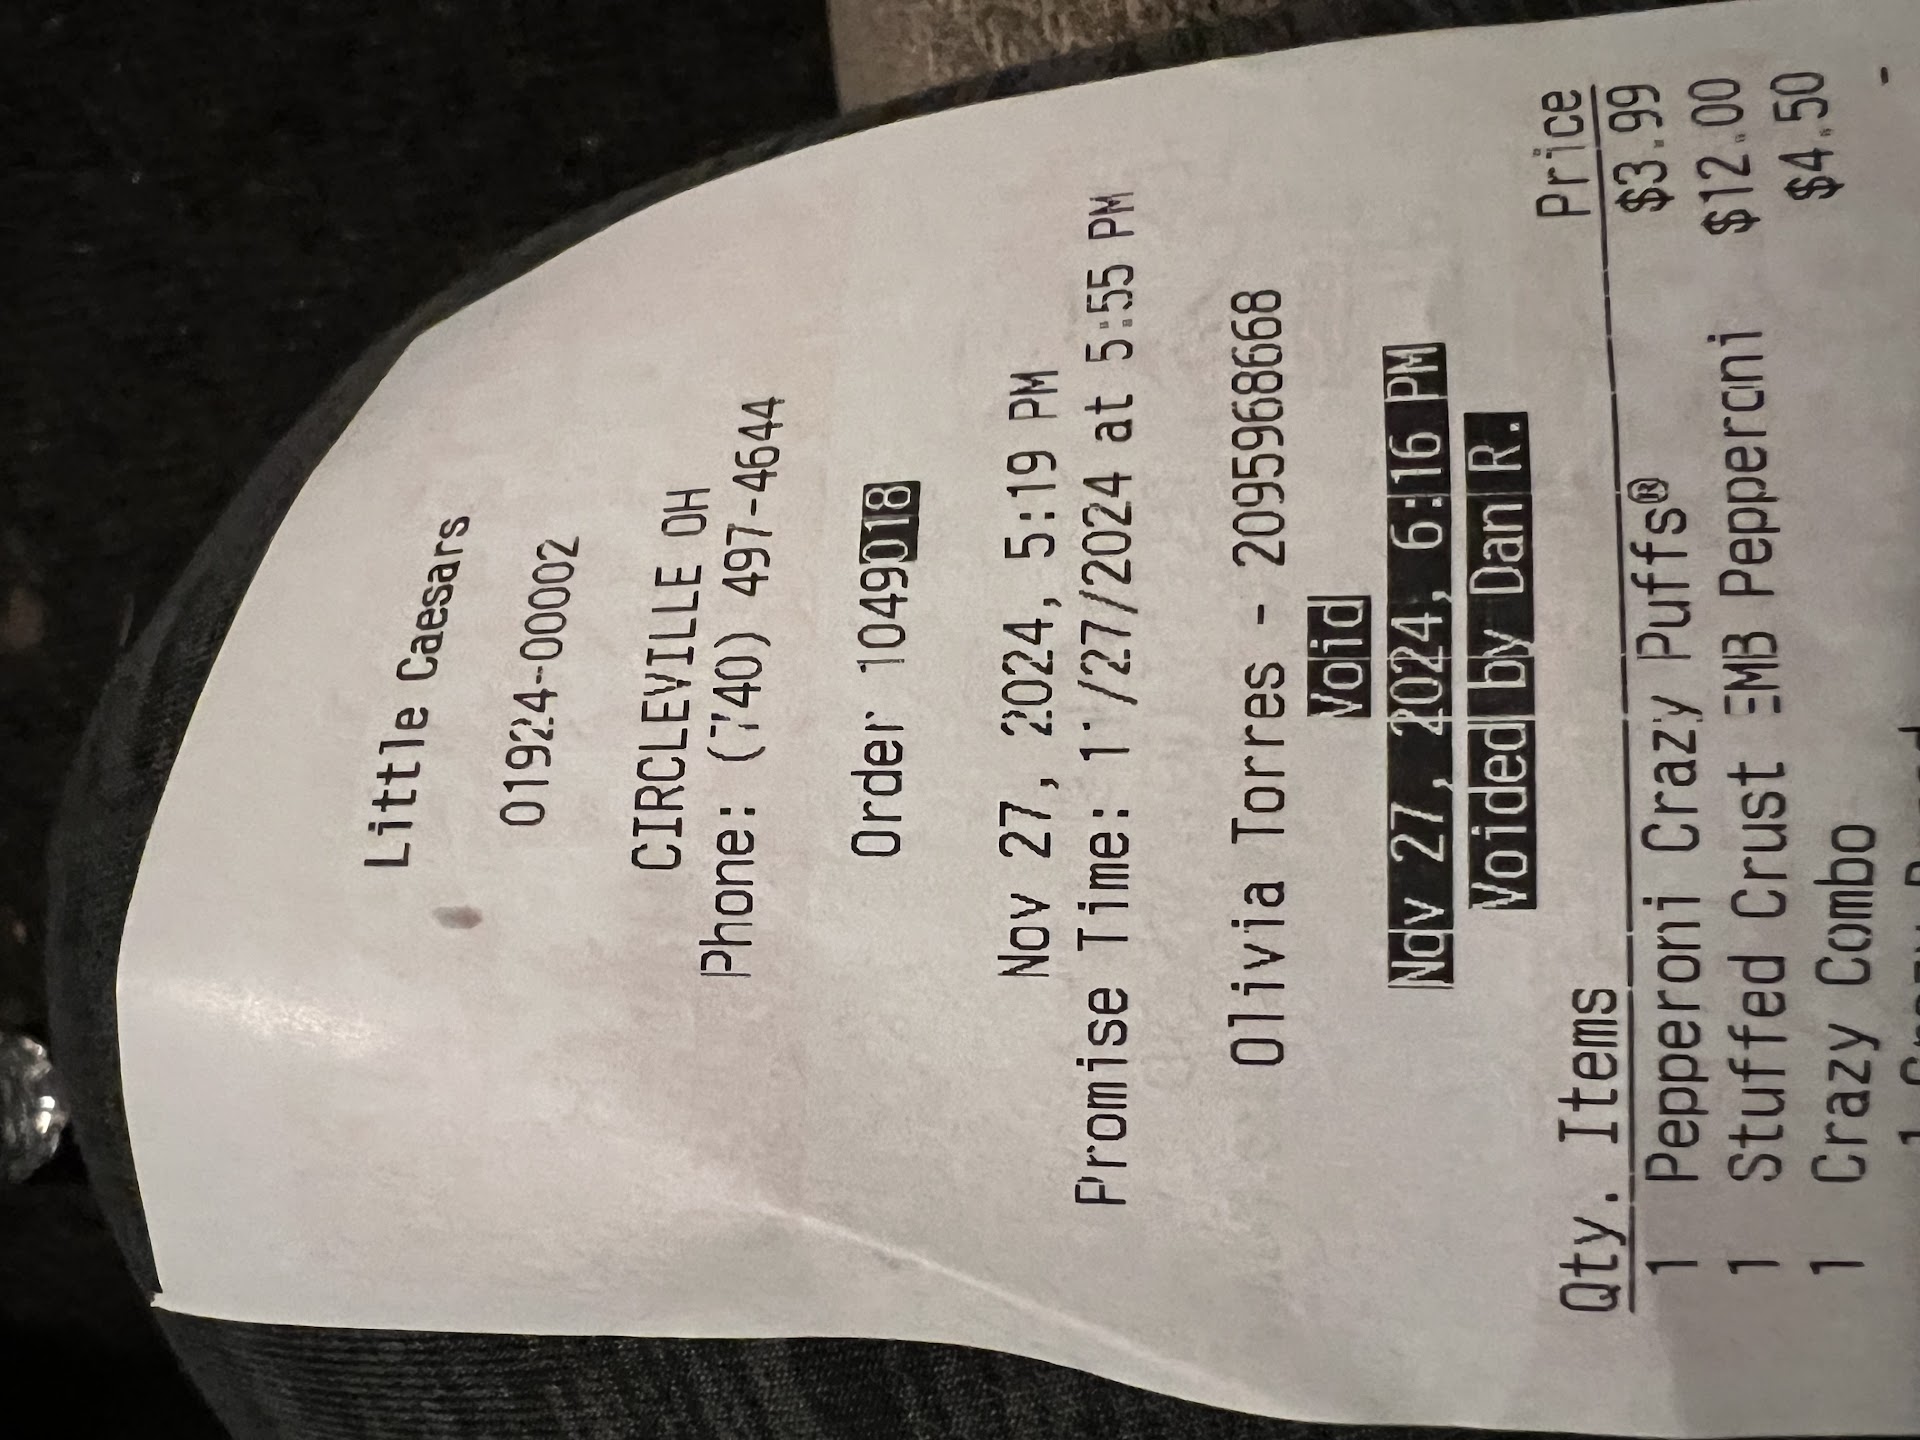 Little Caesars
01924-00002
CIRCLEVILLE OH
Phone: (740) 497-4644
Order 1049018
Nov 27, 2024, 5:19 PM
Promise Time: 11/27/2024 at 5:55 PM
Olivia Torres - 2095968668
Void
Nov 27, 2024, 6:16 PM
Voided by Dan R.
Qty. Items Price
1 Pepperoni Crazy Puffs® $3.99
1 Stuffed Crust EMB Pepperoni $12.00
1 Crazy Combo $4.50